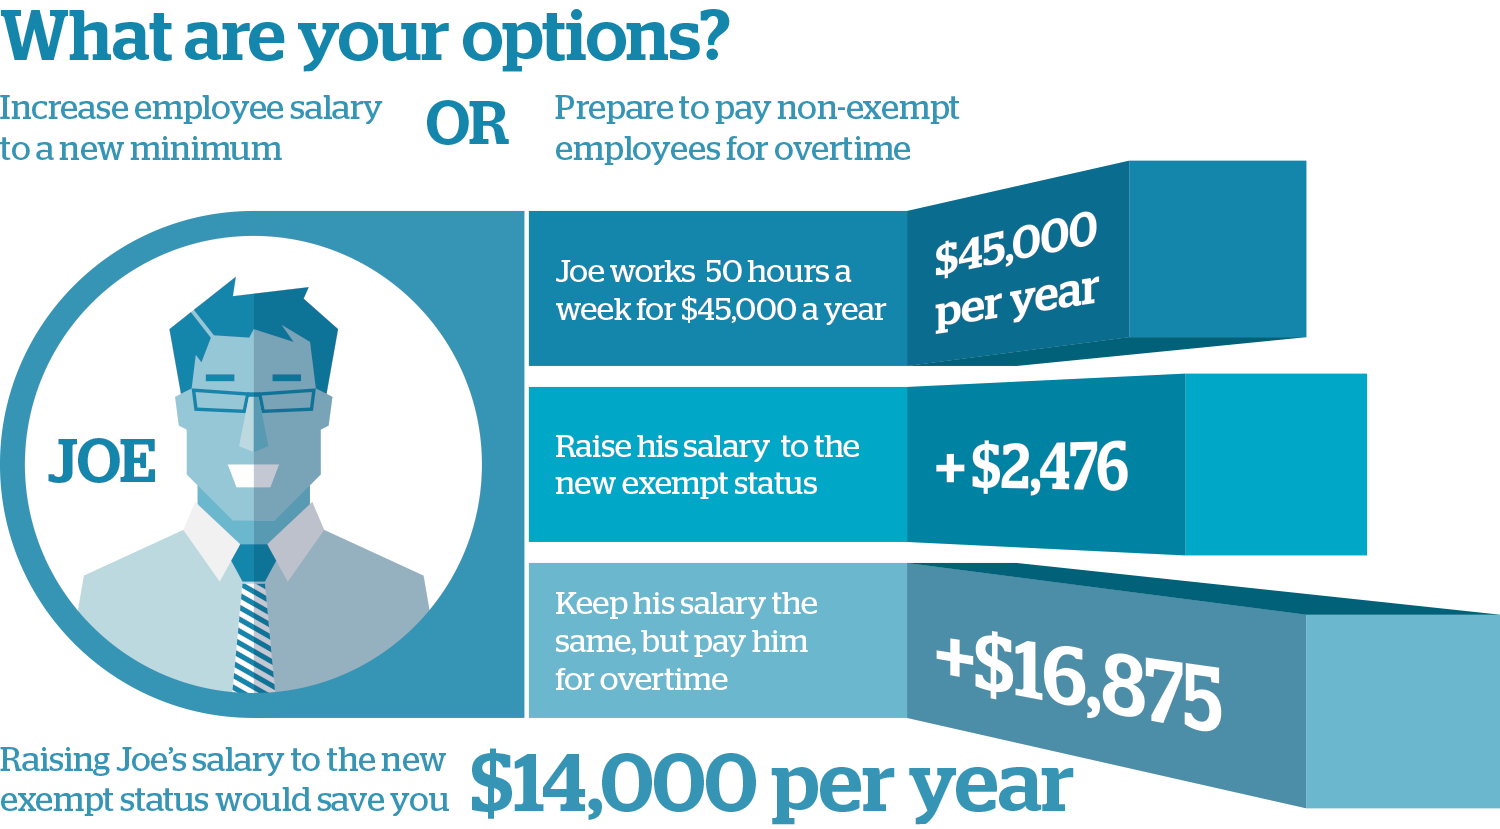 What are your options?
Increase employee salary
to a new minimum
OR
Prepare to pay non-exempt
employees for overtime
JOE
Joe works 50 hours a
week for $45,000 a year
$45,000
per year
Raise his salary to the
new exempt status
+$2,476
Keep his salary the
same, but pay him
for overtime
+$16,875
Raising Joe's salary to the new
exempt status would save you
$14,000 per year